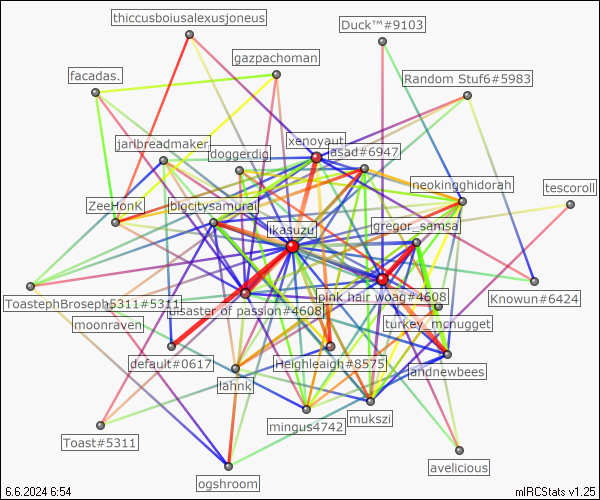 thiccusboiusalexusjoneus
Duck™#9103
gazpachoman
facadas.
Random Stuf6#5983
jarlbreadmaker
xenoyaut
asad#6947
doggerdig
neokingghidorah
tescoroll
ZeeHonK
bigcitysamurai
ikasuzu
gregor_samsa
ToastephBroseph5311#5311
disaster of passion#4608
pink hair woag#4608
Knowun#6424
moonraven
turkey_mcnugget
default#0617
Heighleaigh#8575
landnewbees
lahnk
mingus4742
mukszi
Toast#5311
avelicious
ogshroom
6.6.2024 6:54
mIRCStats v1.25